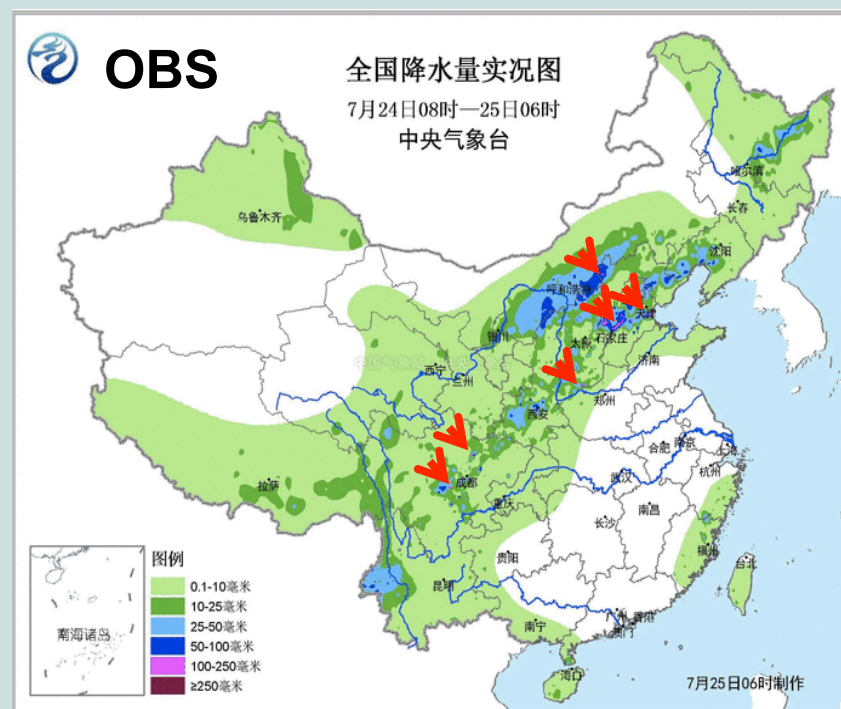 OBS
全国降水量实况图
7月24日08时—25日06时
中央气象台
哈尔滨
长春
乌鲁木齐
沈阳
呼和浩特
天津
银川
太原
石家庄
西宁
济南
兰州
郑州
西安
合肥
南京
上海
拉萨
成都
武汉
杭州
重庆
长沙
南昌
贵阳
福州
台北
昆明
广州
香港
澳门
南宁
海口
南海诸岛
图例
0.1-10毫米
10-25毫米
25-50毫米
50-100毫米
100-250毫米
≥250毫米
7月25日06时制作